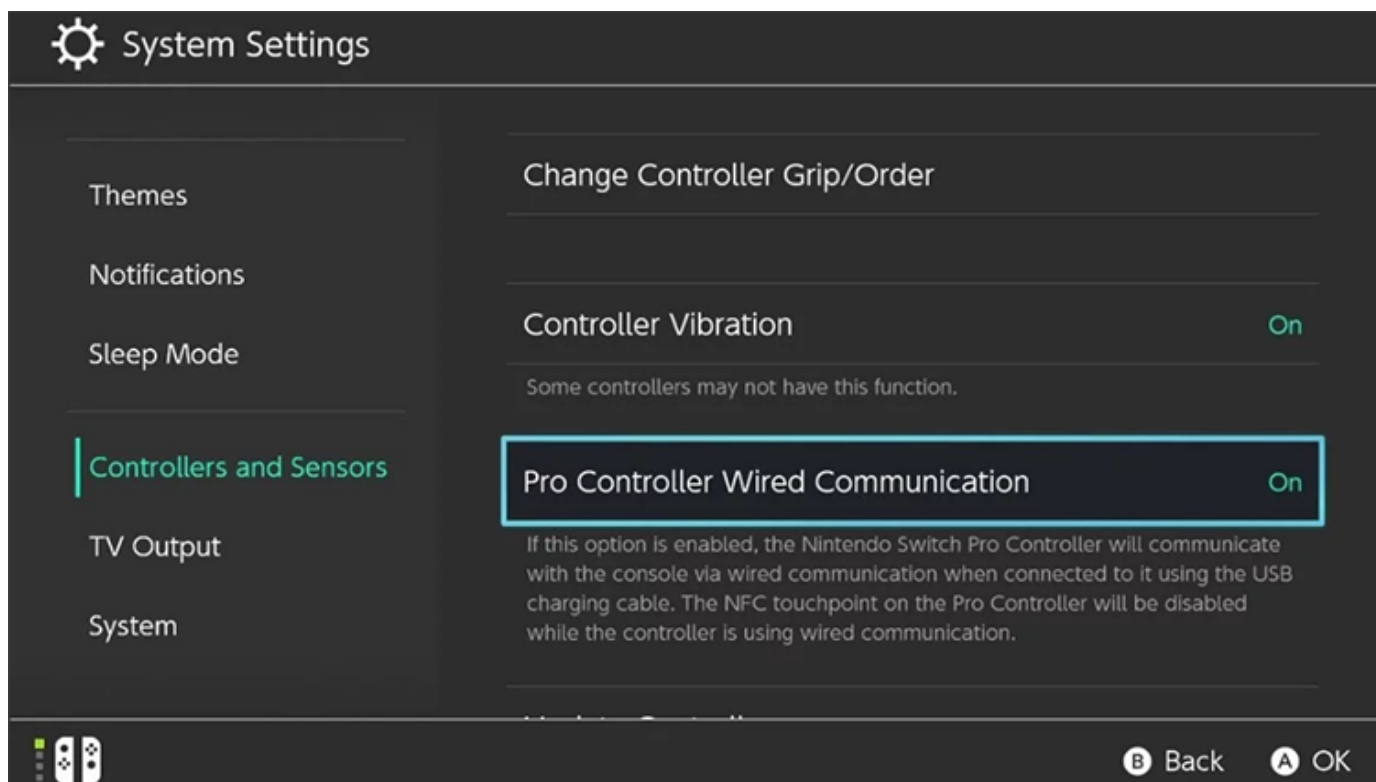 System Settings
Themes
Notifications
Sleep Mode
Controllers and Sensors
TV Output
System
Change Controller Grip/Order
Controller Vibration On
Some controllers may not have this function.
Pro Controller Wired Communication On
If this option is enabled, the Nintendo Switch Pro Controller will communicate
with the console via wired communication when connected to it using the USB
charging cable. The NFC touchpoint on the Pro Controller will be disabled
while the controller is using wired communication.
B Back A OK